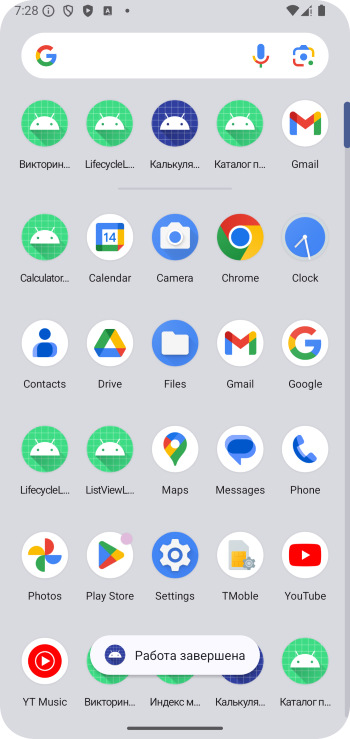 7:28
Викторин...
LifecycleL...
Калькуля...
Каталог п...
Gmail
Calculator...
14
Calendar
Camera
Chrome
Clock
Contacts
Drive
Files
Gmail
Google
LifecycleL...
ListViewL...
Maps
Messages
Phone
Photos
Play Store
Settings
TMoble
YouTube
Работа завершена
YT Music
Викторин...
Индекс м...
Калькуля...
Каталог п...